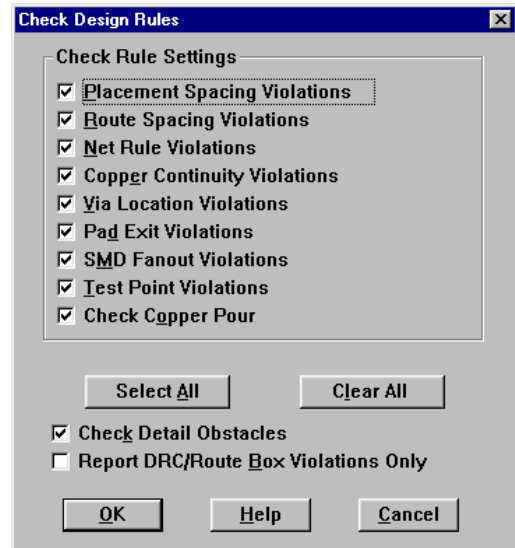 Check Design Rules
Check Rule Settings
Placement Spacing Violations
Route Spacing Violations
Net Rule Violations
Copper Continuity Violations
Via Location Violations
Pad Exit Violations
SMD Fanout Violations
Test Point Violations
Check Copper Pour
Select All Clear All
Check Detail Obstacles
Report DRC/Route Box Violations Only
OK Help Cancel